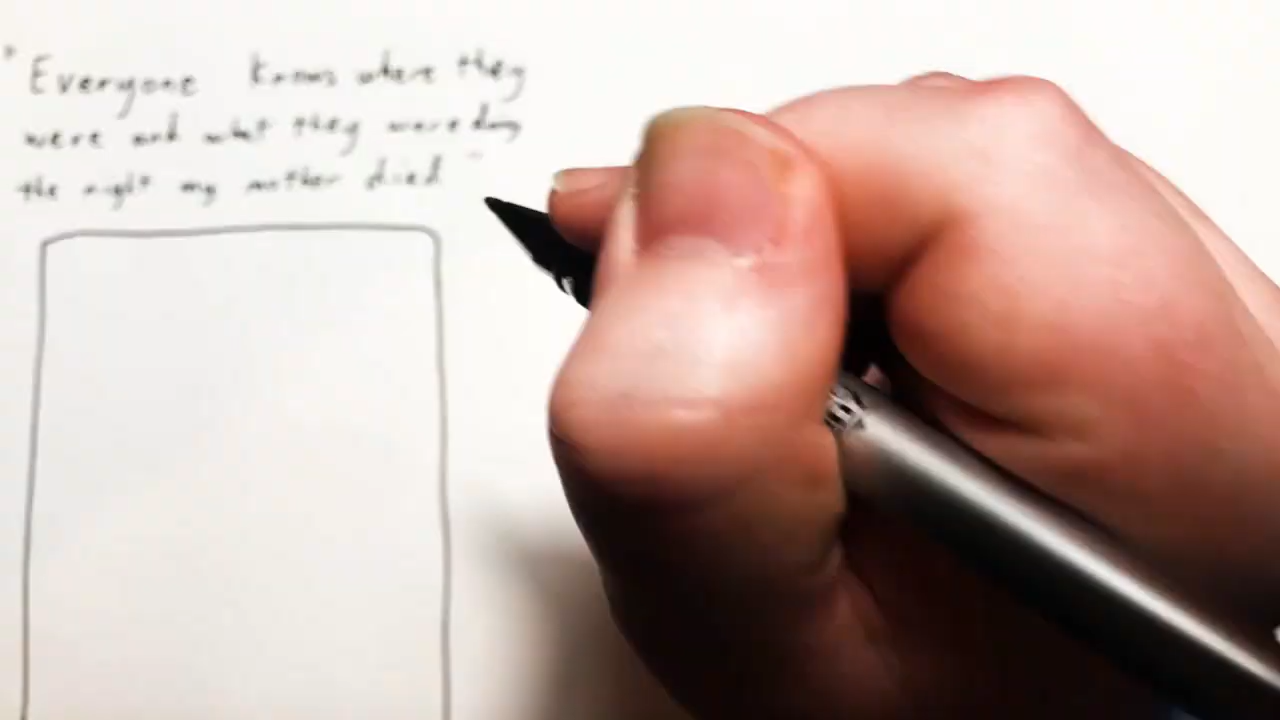 "Everyone knows where they
were and what they were doing
the night my mother died"